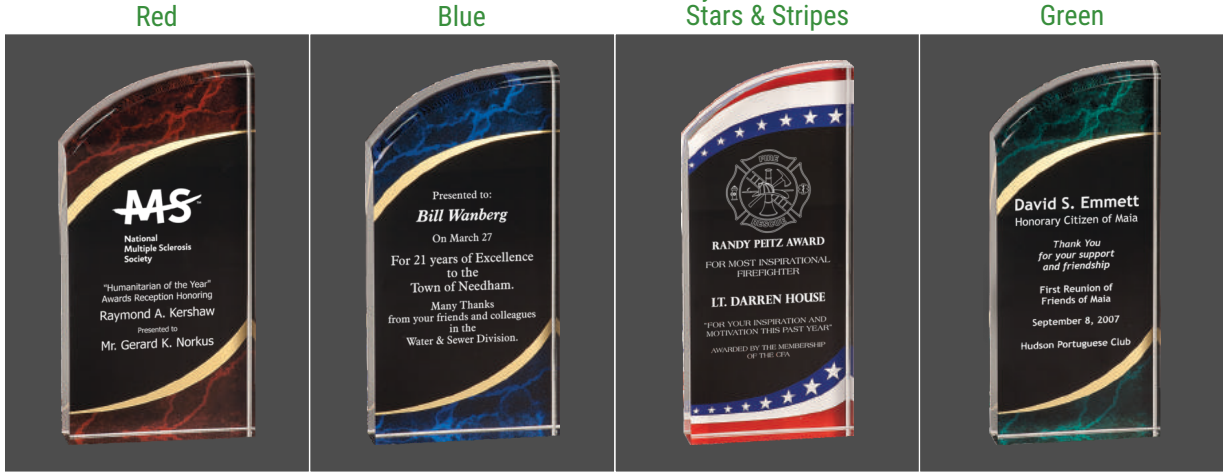 Red
Blue
Stars & Stripes
Green
MS™
National
Multiple Sclerosis
Society
"Humanitarian of the Year"
Awards Reception Honoring
Raymond A. Kershaw
Presented to
Mr. Gerard K. Norkus
Presented to:
Bill Wanberg
On March 27
For 21 years of Excellence
to the
Town of Needham.
Many Thanks
from your friends and colleagues
in the
Water & Sewer Division.
FIRE
RESCUE
RANDY PEITZ AWARD
FOR MOST INSPIRATIONAL
FIREFIGHTER
LT. DARREN HOUSE
"FOR YOUR INSPIRATION AND
MOTIVATION THIS PAST YEAR"
AWARDED BY THE MEMBERSHIP
OF THE CFA
David S. Emmett
Honorary Citizen of Maia
Thank You
for your support
and friendship
First Reunion of
Friends of Maia
September 8, 2007
Hudson Portuguese Club